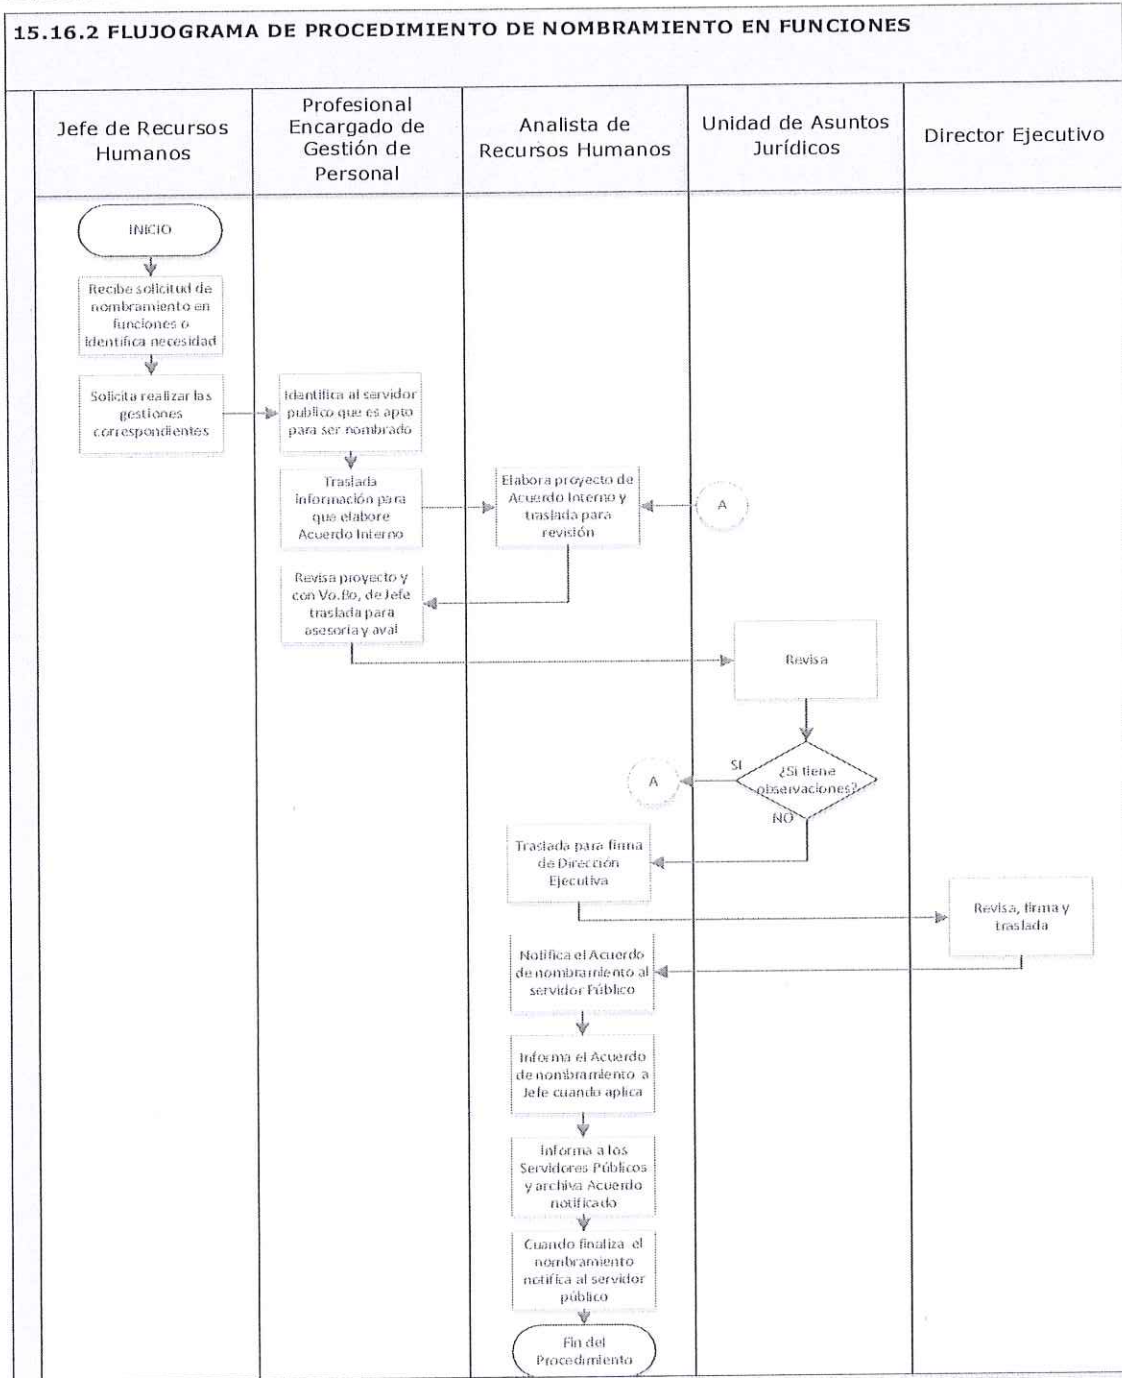 15.16.2 FLUJOGRAMA DE PROCEDIMIENTO DE NOMBRAMIENTO EN FUNCIONES
Jefe de Recursos
Humanos
Profesional
Encargado de
Gestión de
Personal
Analista de
Recursos Humanos
Unidad de Asuntos
Jurídicos
Director Ejecutivo
INICIO
Recibe solicitud de
nombramiento en
funciones o
identifica necesidad
Solicita realizar las
gestiones
correspondientes
Identifica al servidor
publico que es apto
para ser nombrado
Traslada
información para
que elabore
Acuerdo Interno
Elabora proyecto de
Acuerdo Interno y
traslada para
revisión
A
Revisa proyecto y
con Vo.Bo, de Jefe
traslada para
asesoría y aval
Revisa
¿Si tiene
observaciones?
SI
A
NO
Traslada para firma
de Dirección
Ejecutiva
Revisa, firma y
traslada
Notifica el Acuerdo
de nombramiento al
servidor Público
Informa el Acuerdo
de nombramiento a
Jefe cuando aplica
Informa a los
Servidores Públicos
y archiva Acuerdo
notificado
Cuando finaliza el
nombramiento
notifica al servidor
público
Fin del
Procedimiento